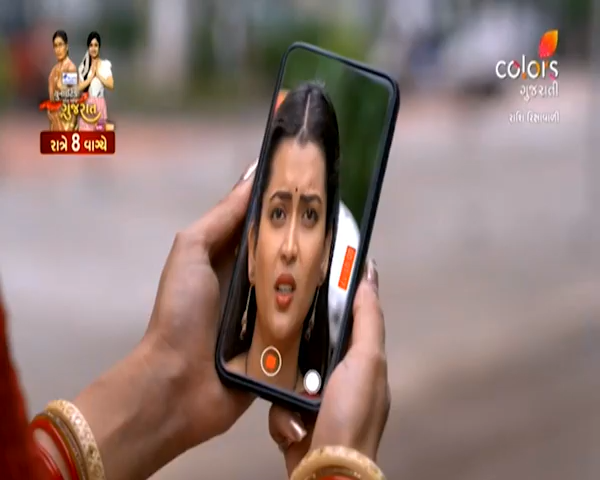 ગુજરાત
રાત્રે 8 વાગ્યે
colors
ગુજરાતી
રાશિ રિક્ષાવાળી